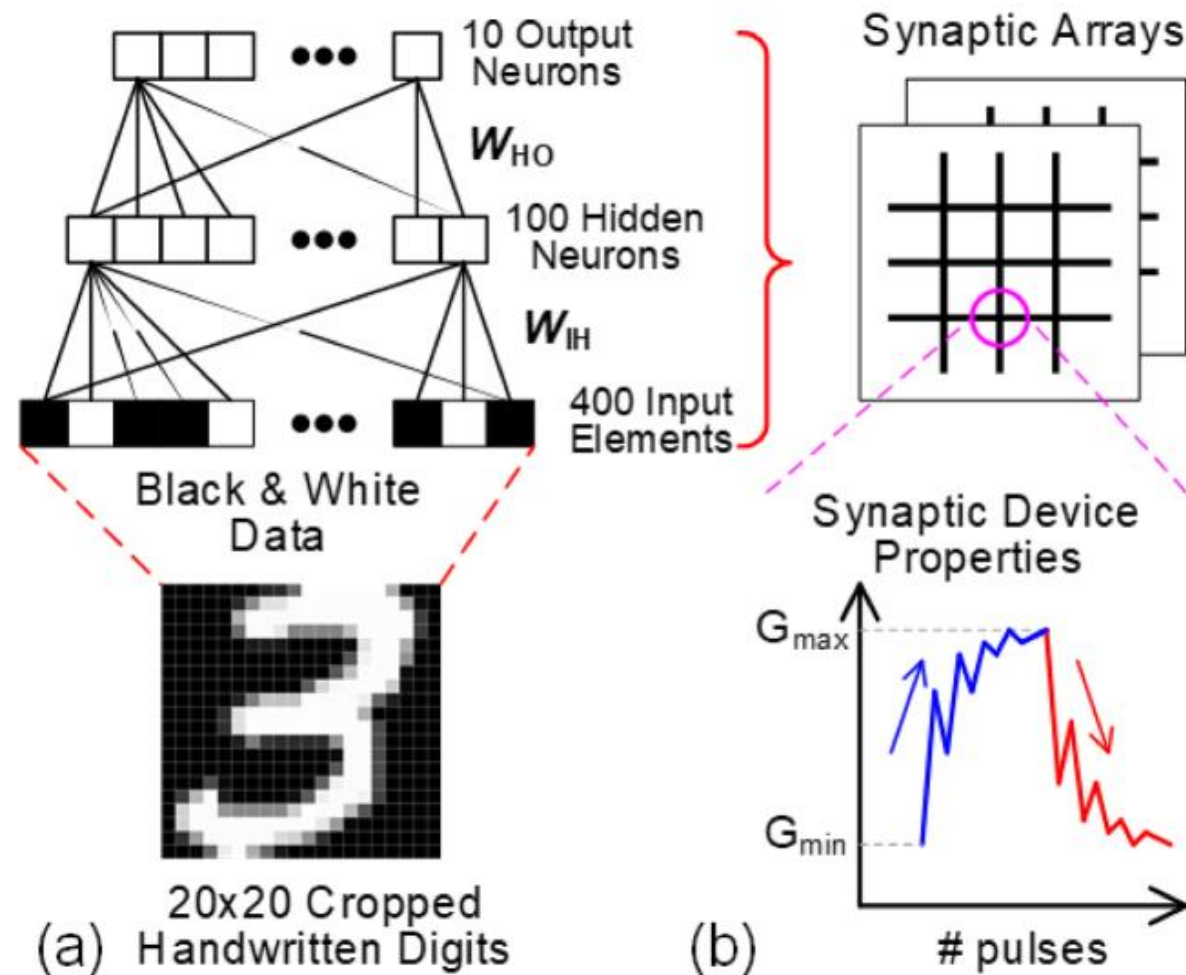 10 Output
Neurons
W_HO
100 Hidden
Neurons
W_IH
400 Input
Elements
Black & White
Data
20x20 Cropped
Handwritten Digits
(a)
Synaptic Arrays
Synaptic Device
Properties
G_max
G_min
# pulses
(b)